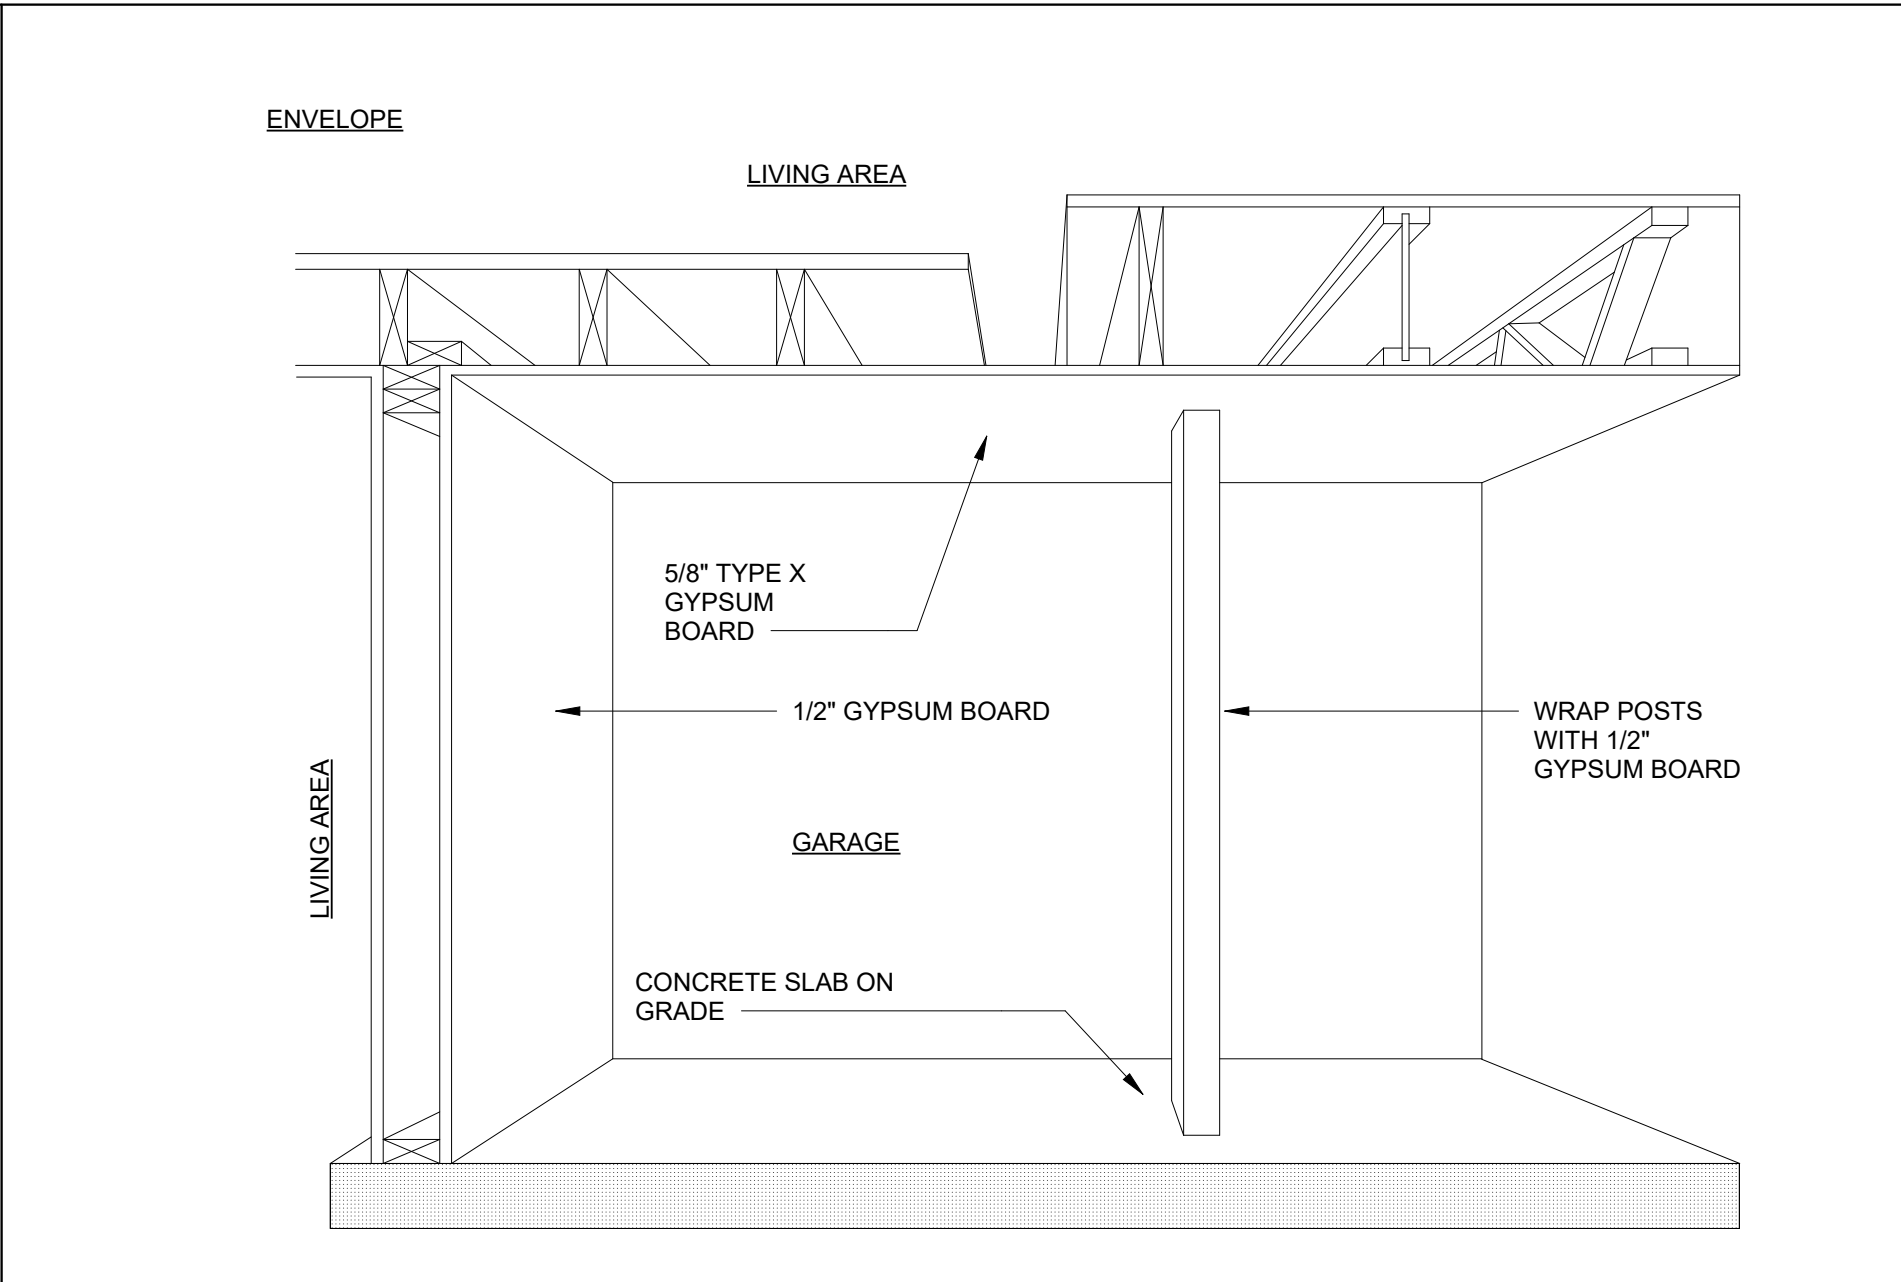 ENVELOPE
LIVING AREA
5/8" TYPE X
GYPSUM
BOARD
1/2" GYPSUM BOARD
WRAP POSTS
WITH 1/2"
GYPSUM BOARD
LIVING AREA
GARAGE
CONCRETE SLAB ON
GRADE